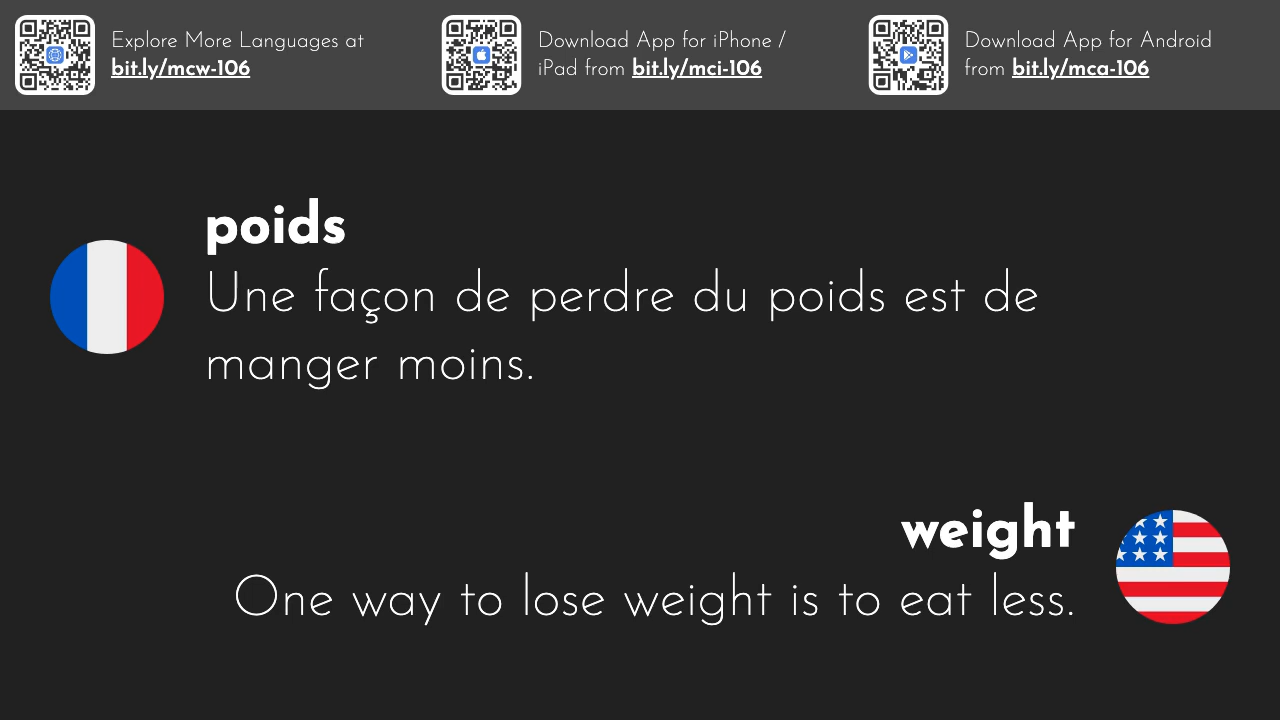 Explore More Languages at
bit.ly/mcw-106
Download App for iPhone /
iPad from bit.ly/mci-106
Download App for Android
from bit.ly/mca-106
poids
Une façon de perdre du poids est de
manger moins.
weight
One way to lose weight is to eat less.